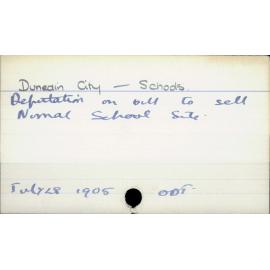 Dunedin City — Schools.
Deputation on bill to sell
Normal School Site.
July 28 1905 ODT.